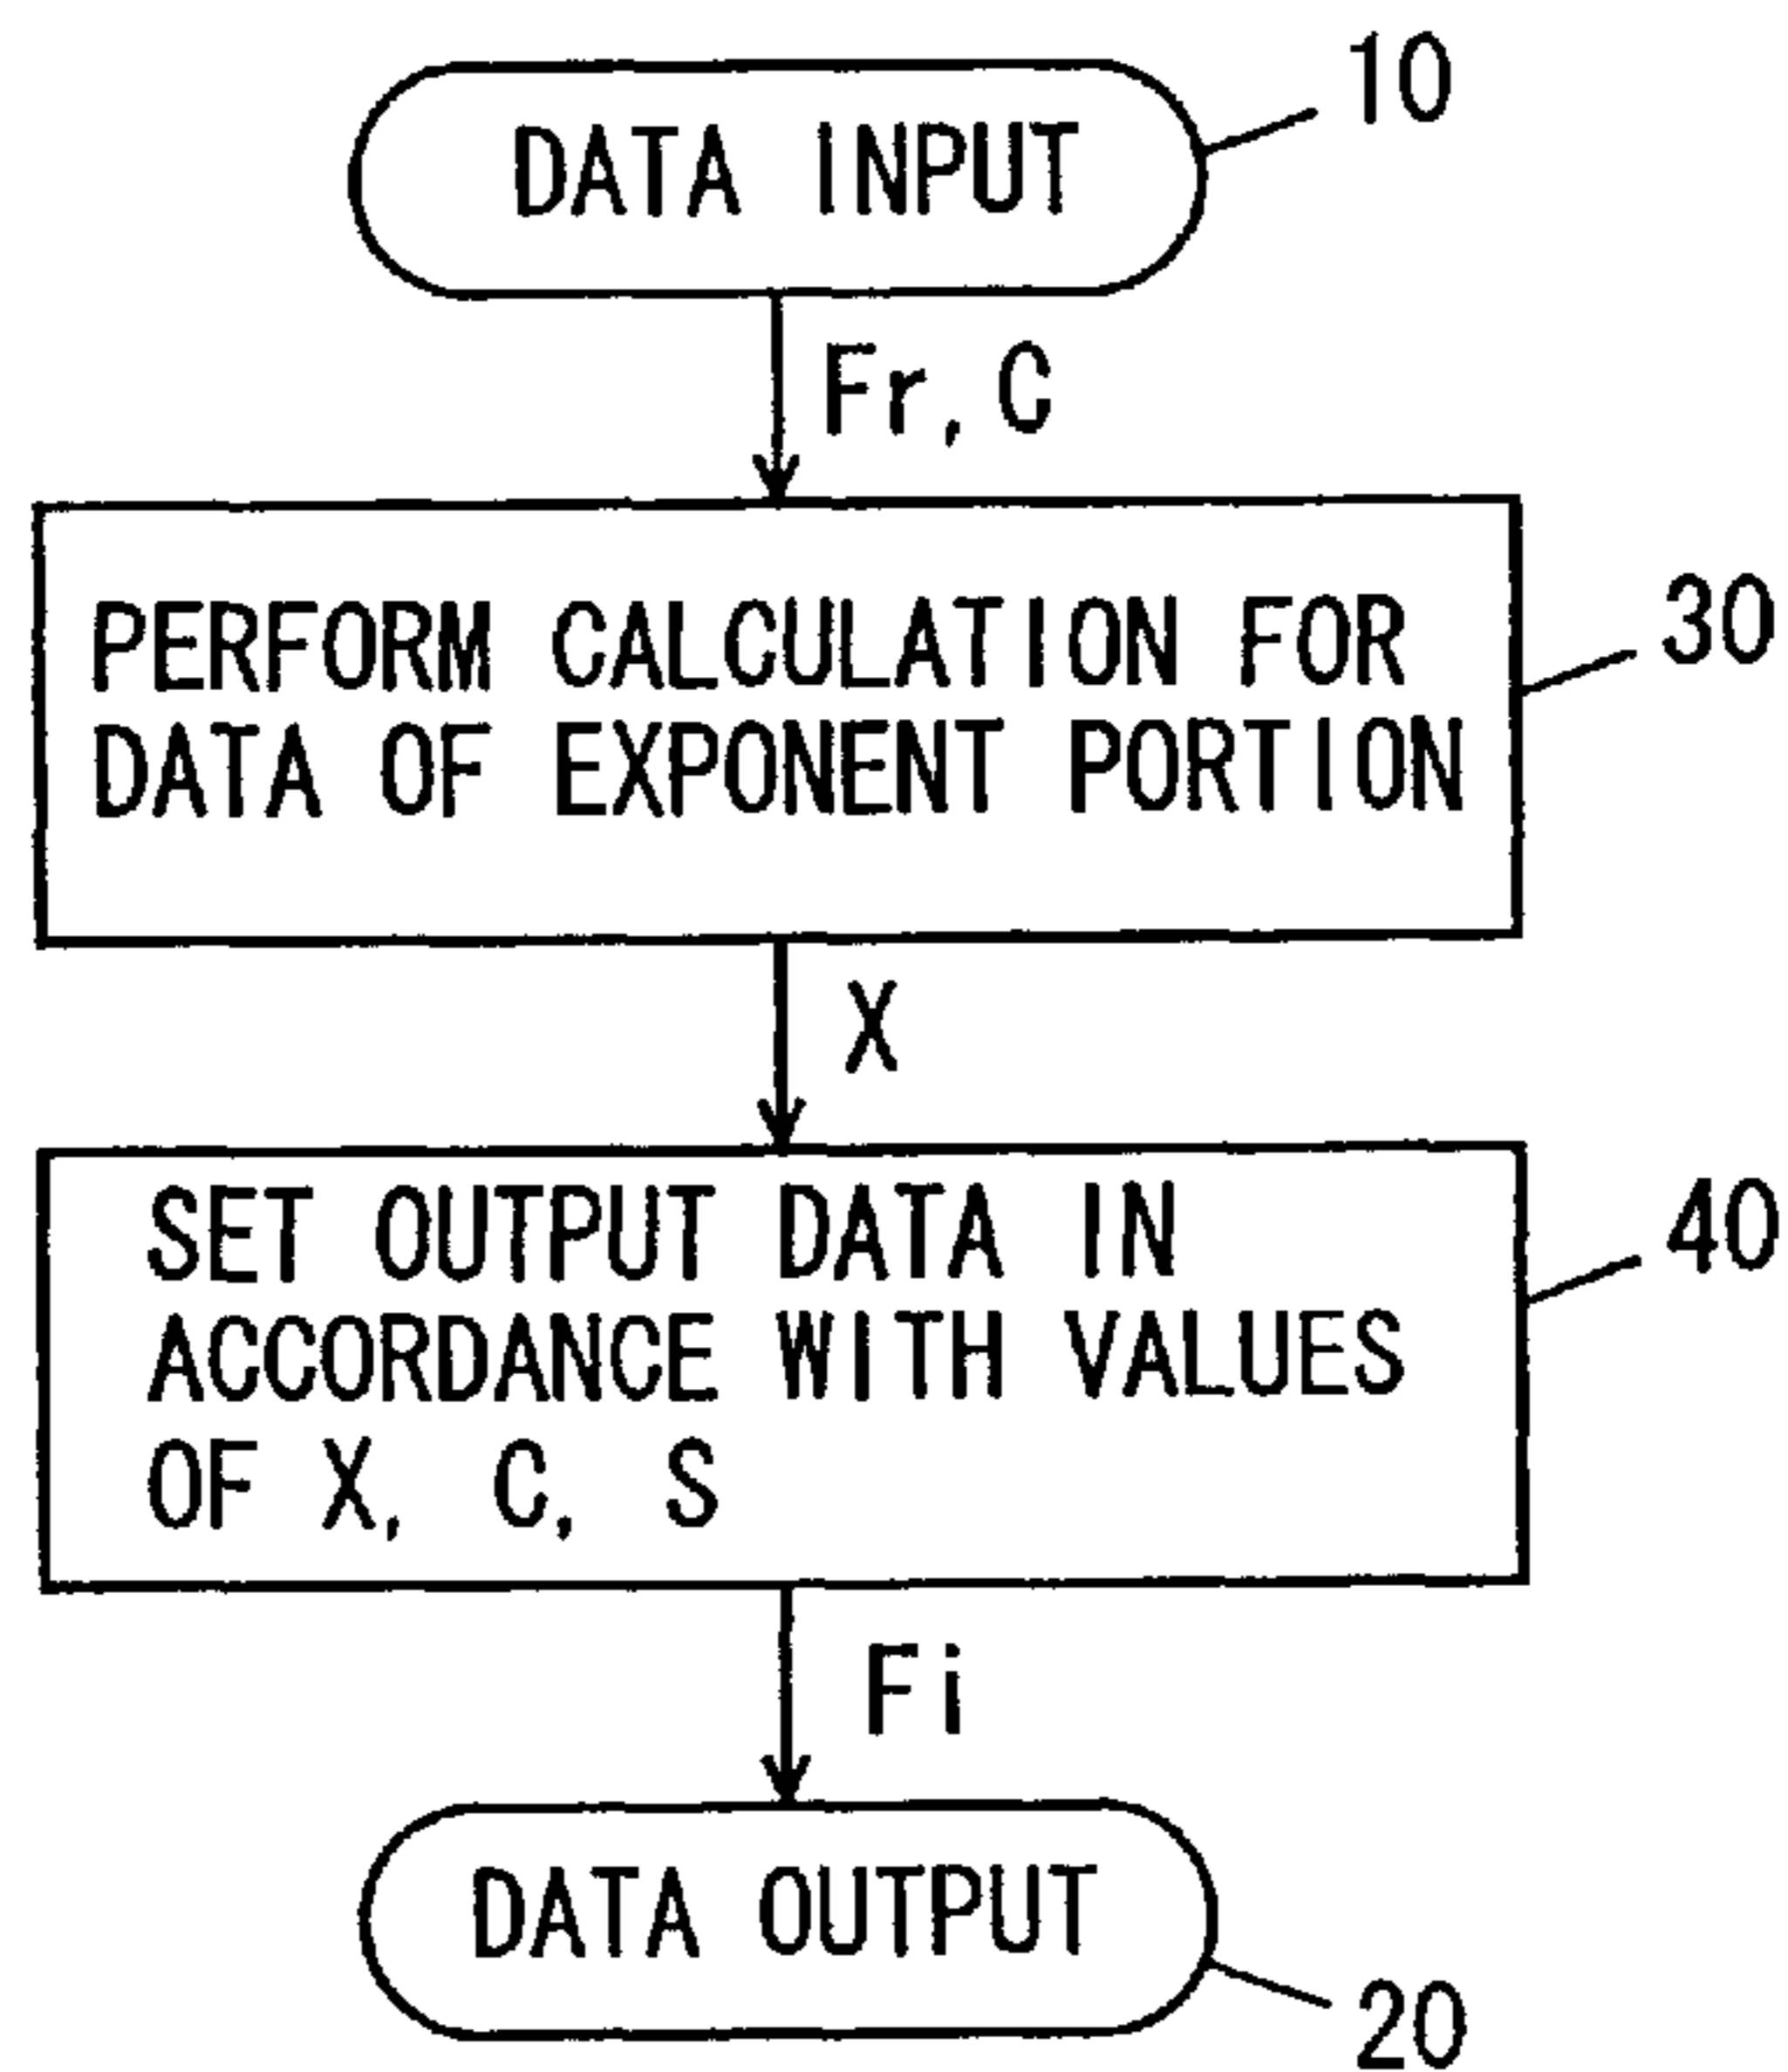 10
DATA INPUT
Fr, C
PERFORM CALCULATION FOR
DATA OF EXPONENT PORTION
30
X
SET OUTPUT DATA IN
ACCORDANCE WITH VALUES
OF X, C, S
40
Fi
DATA OUTPUT
20